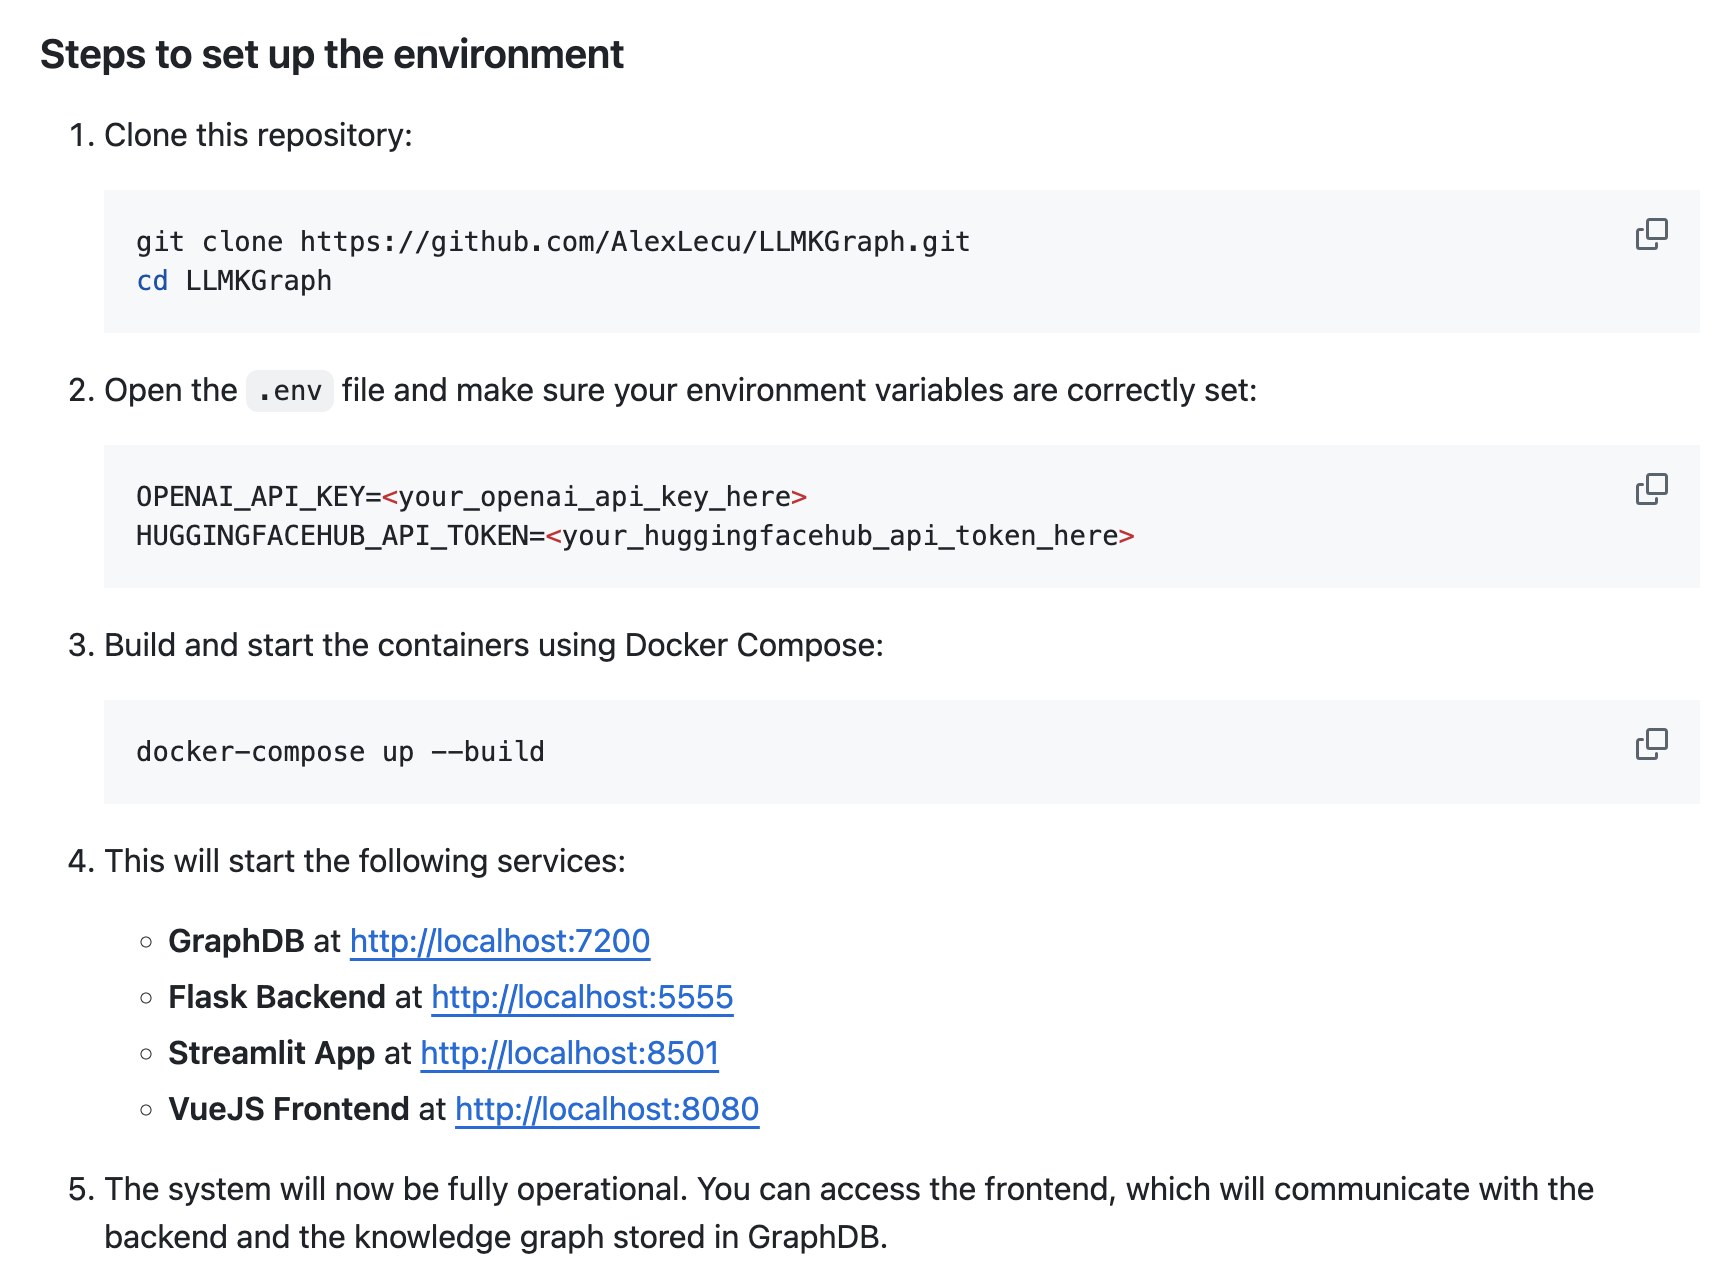 Steps to set up the environment
1. Clone this repository:
git clone https://github.com/AlexLecu/LLMKGraph.git
cd LLMKGraph
2. Open the .env file and make sure your environment variables are correctly set:
OPENAI_API_KEY=<your_openai_api_key_here>
HUGGINGFACEHUB_API_TOKEN=<your_huggingfacehub_api_token_here>
3. Build and start the containers using Docker Compose:
docker-compose up --build
4. This will start the following services:
GraphDB at http://localhost:7200
Flask Backend at http://localhost:5555
Streamlit App at http://localhost:8501
VueJS Frontend at http://localhost:8080
5. The system will now be fully operational. You can access the frontend, which will communicate with the
backend and the knowledge graph stored in GraphDB.